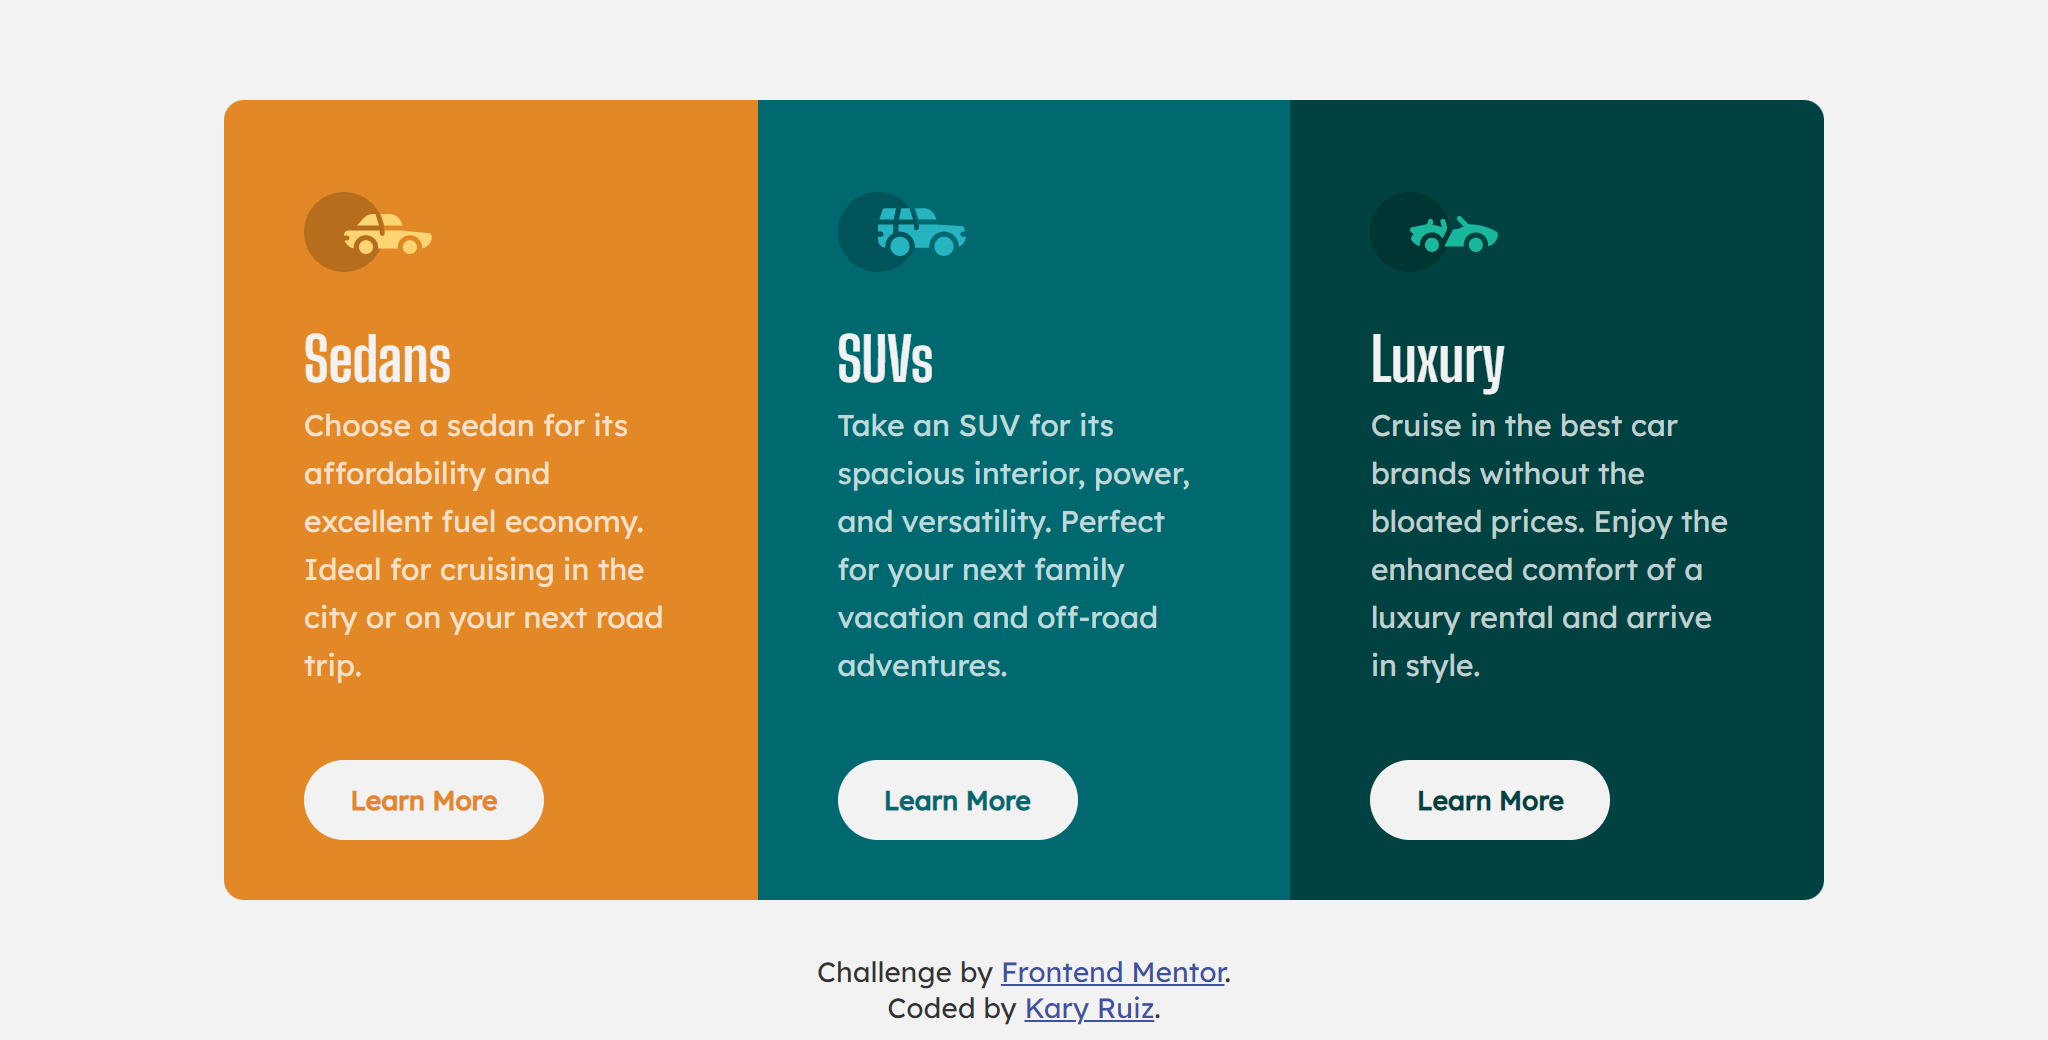 Sedans
Choose a sedan for its
affordability and
excellent fuel economy.
Ideal for cruising in the
city or on your next road
trip.
Learn More
SUVs
Take an SUV for its
spacious interior, power,
and versatility. Perfect
for your next family
vacation and off-road
adventures.
Learn More
Luxury
Cruise in the best car
brands without the
bloated prices. Enjoy the
enhanced comfort of a
luxury rental and arrive
in style.
Learn More
Challenge by Frontend Mentor.
Coded by Kary Ruiz.